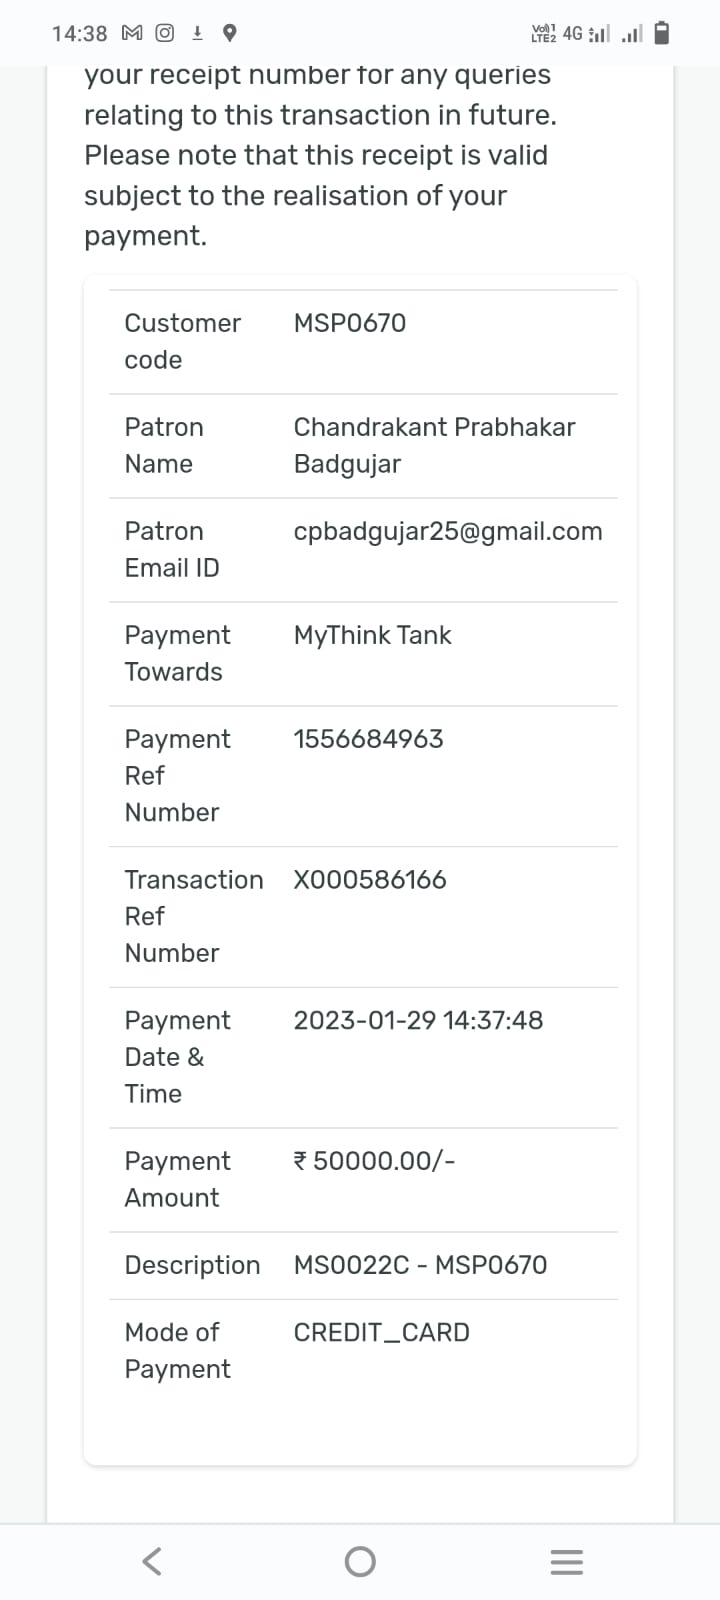 14:38
Vo) 1
LTE2 4G
your receipt number for any queries
relating to this transaction in future.
Please note that this receipt is valid
subject to the realisation of your
payment.
Customer code MSP0670
Patron Name Chandrakant Prabhakar Badgujar
Patron Email ID cpbadgujar25@gmail.com
Payment Towards MyThink Tank
Payment Ref Number 1556684963
Transaction Ref Number X000586166
Payment Date & Time 2023-01-29 14:37:48
Payment Amount ₹ 50000.00/-
Description MS0022C - MSP0670
Mode of Payment CREDIT_CARD